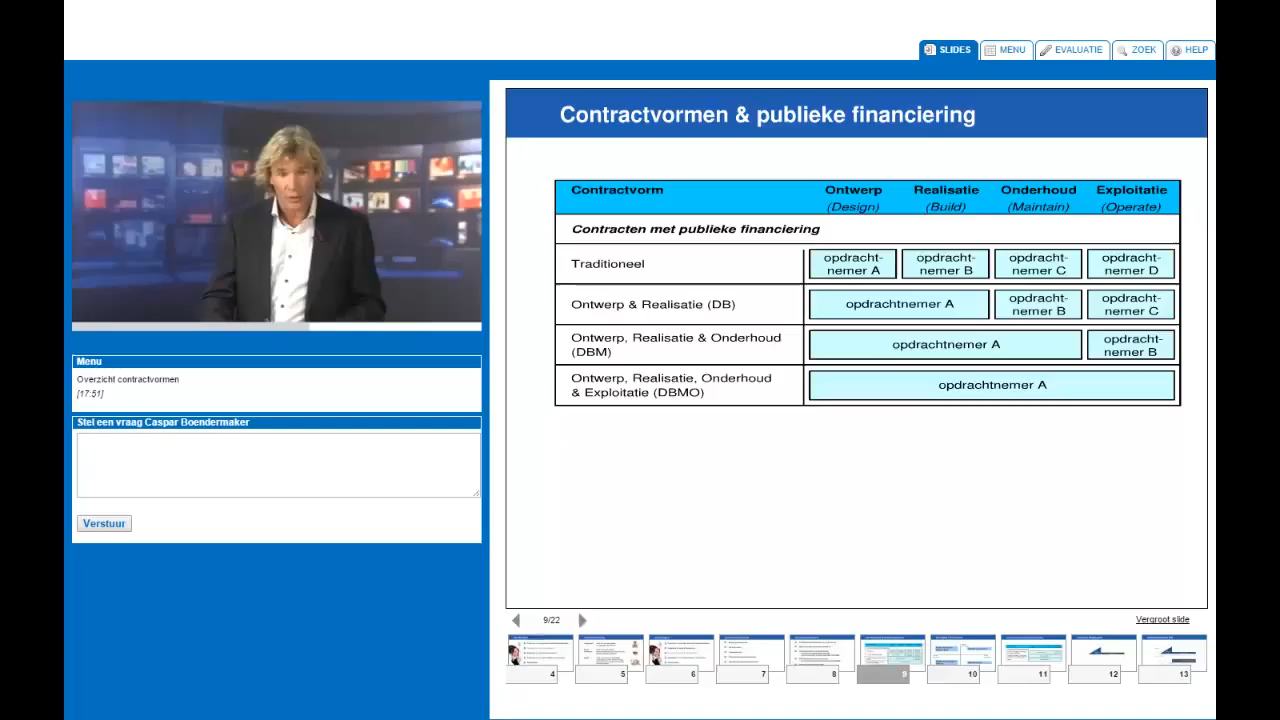 SLIDES
MENU
EVALUATIE
ZOEK
HELP
Contractvormen & publieke financiering
Contractvorm Ontwerp Realisatie Onderhoud Exploitatie
(Design) (Build) (Maintain) (Operate)
Contracten met publieke financiering
Traditioneel
opdracht-
nemer A
opdracht-
nemer B
opdracht-
nemer C
opdracht-
nemer D
Ontwerp & Realisatie (DB)
opdrachtnemer A
opdracht-
nemer B
opdracht-
nemer C
Ontwerp, Realisatie & Onderhoud
(DBM)
opdrachtnemer A
opdracht-
nemer B
Ontwerp, Realisatie, Onderhoud
& Exploitatie (DBMO)
opdrachtnemer A
Menu
Overzicht contractvormen
[17:51]
Stel een vraag Caspar Boendermaker
Verstuur
9/22
Vergroot slide
4
5
6
7
8
9
10
11
12
13